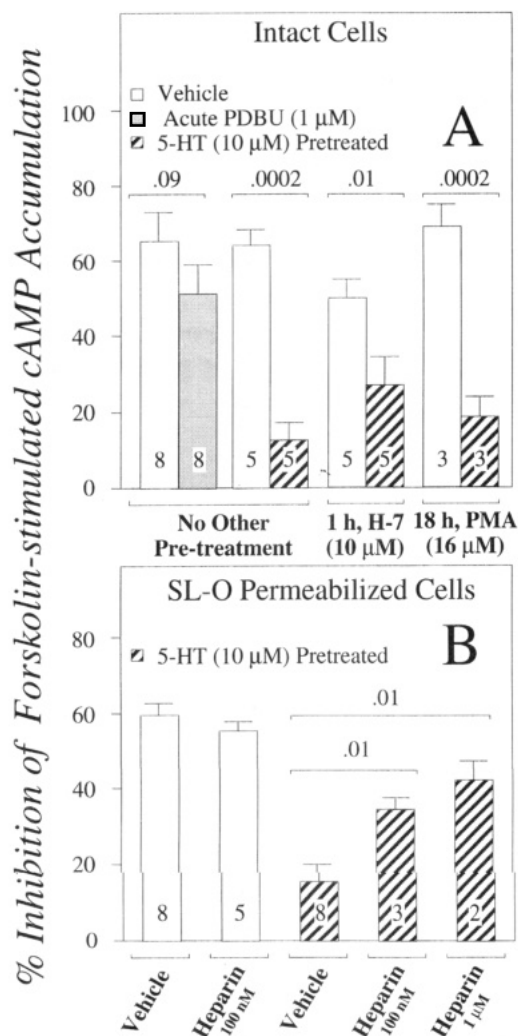 % Inhibition of Forskolin-stimulated cAMP Accumulation
Intact Cells
Vehicle
Acute PDBU (1 µM)
5-HT (10 µM) Pretreated
A
100
80
60
40
20
0
.09 .0002 .01 .0002
8 8 5 5 5 5 3 3
No Other
Pre-treatment
1 h, H-7
(10 µM)
18 h, PMA
(16 µM)
SL-O Permeabilized Cells
5-HT (10 µM) Pretreated
B
80
60
40
20
0
.01
.01
8 5 8 3 2
Vehicle
Heparin
100 nM
Vehicle
Heparin
100 nM
Heparin
1 µM